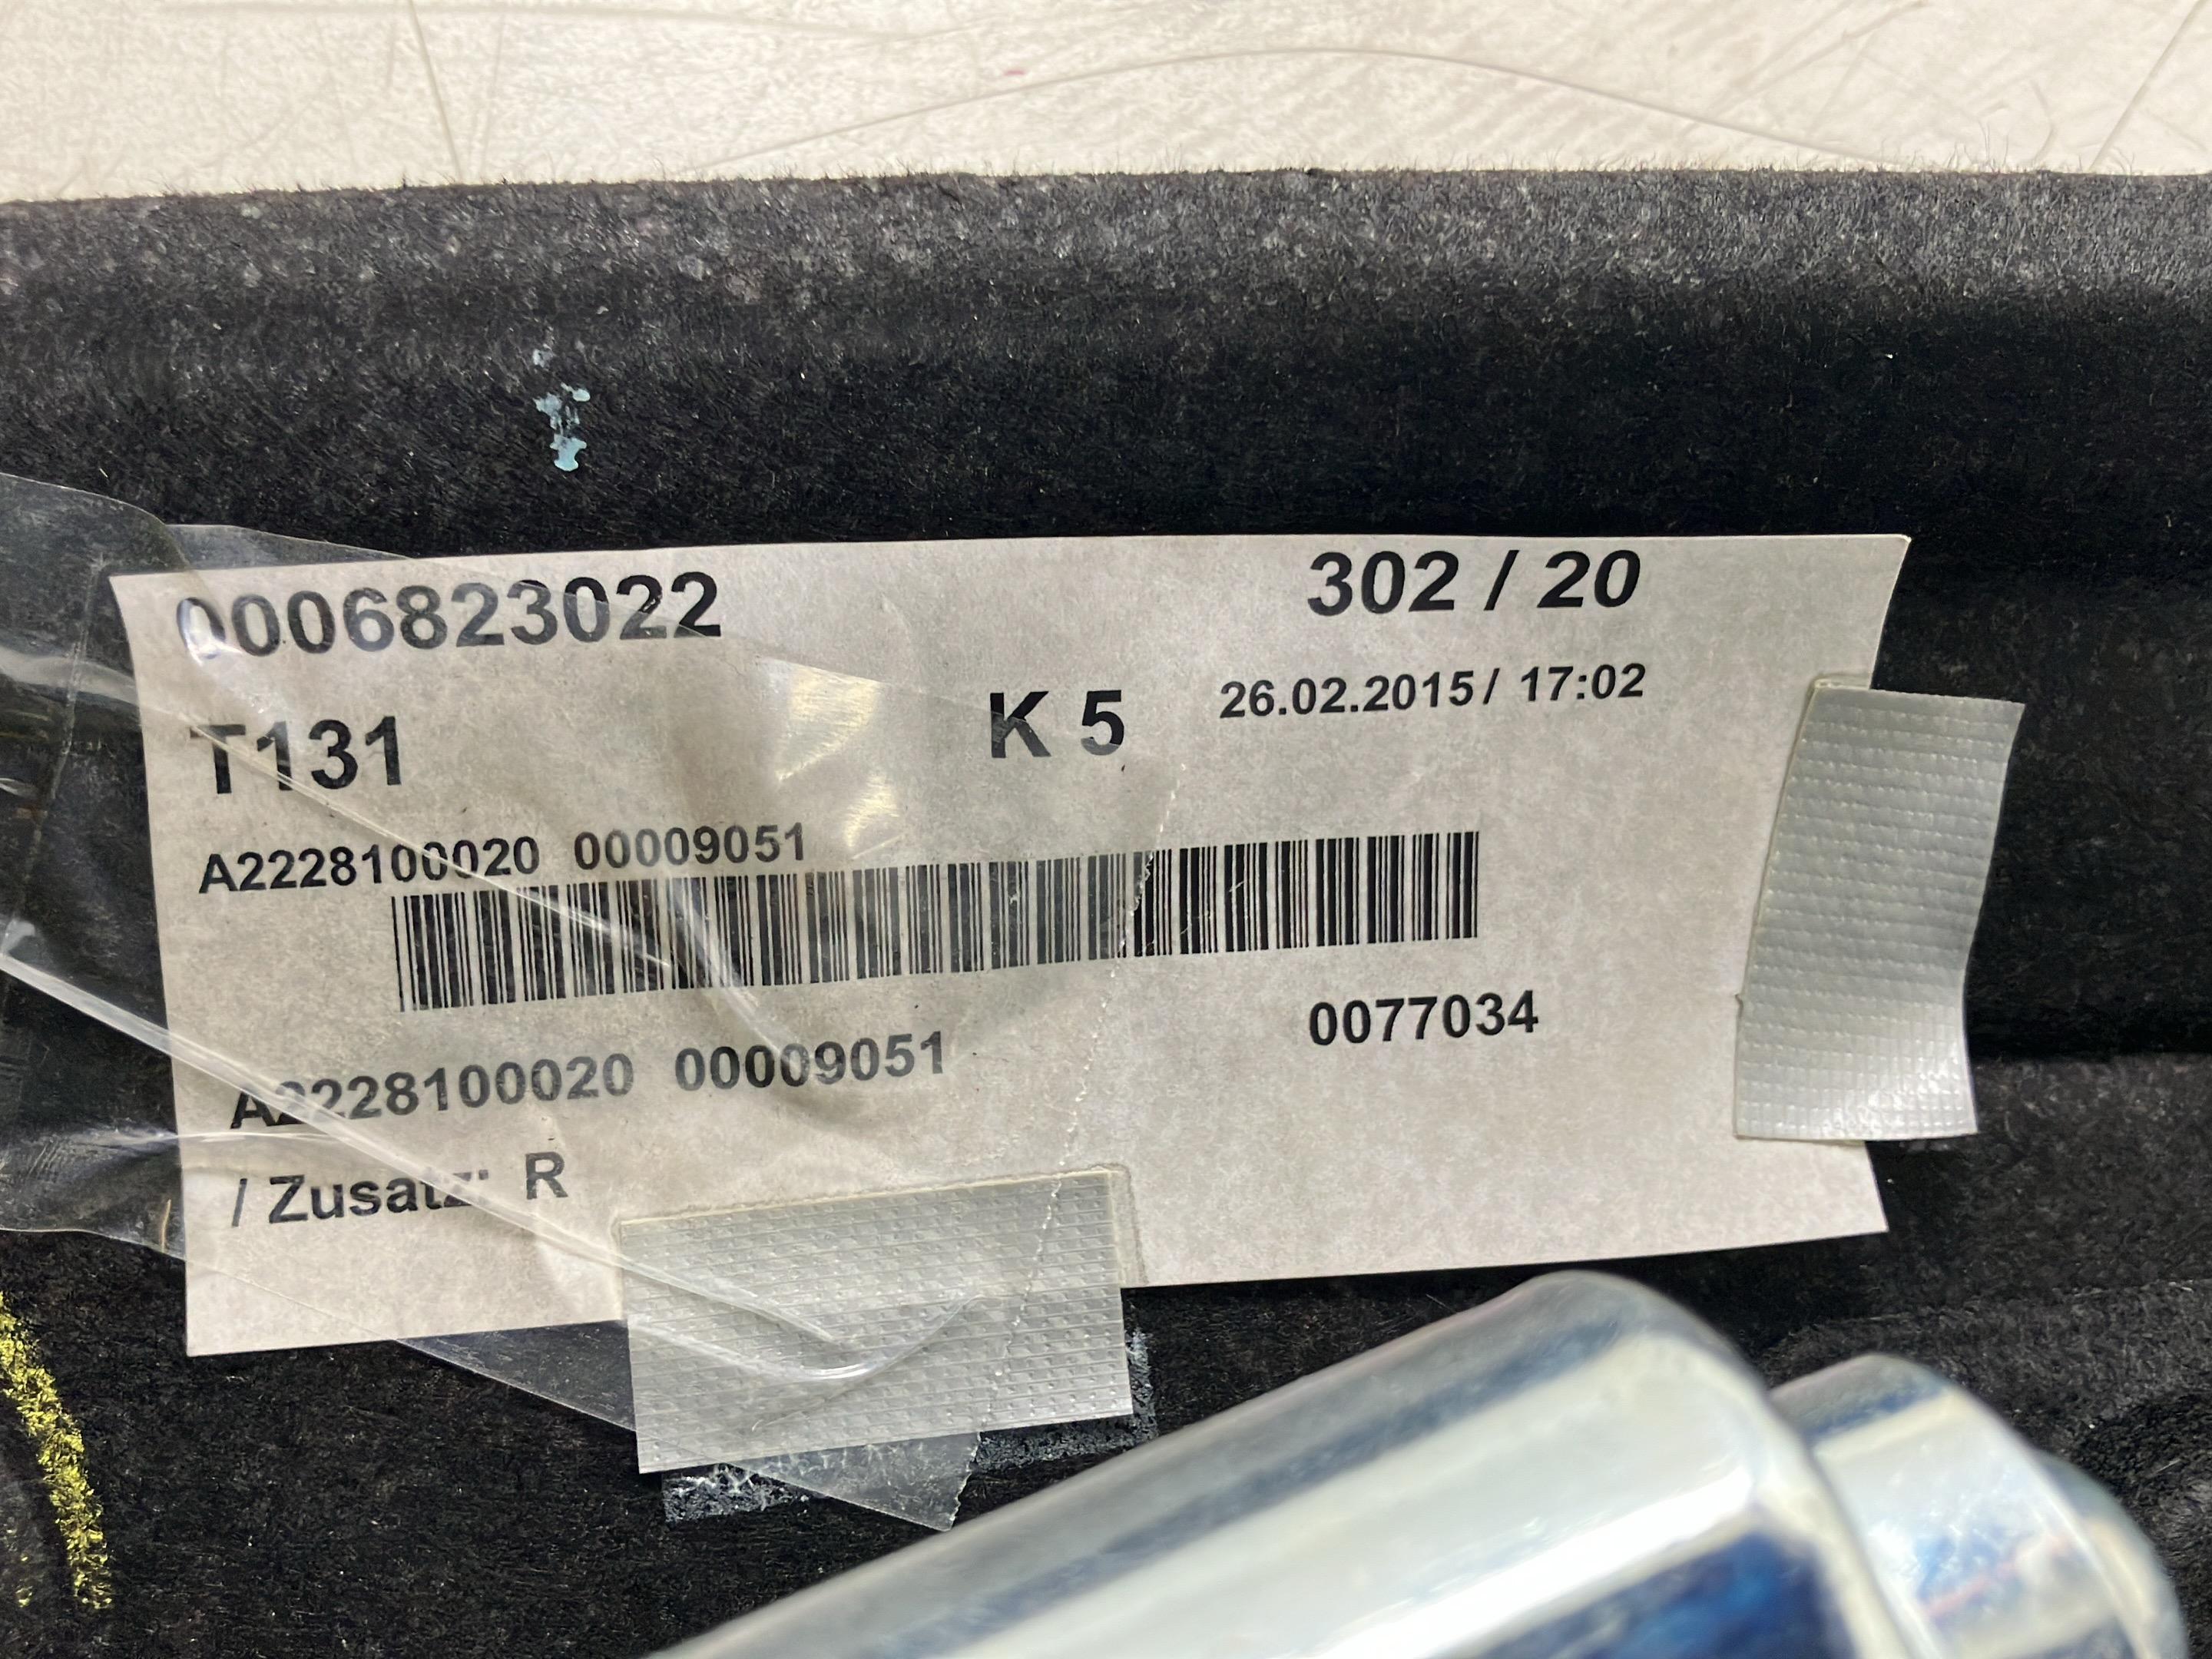 0006823022 302 / 20
T131 K 5 26.02.2015 / 17:02
A2228100020 00009051
A2228100020 00009051 0077034
/ Zusatz: R